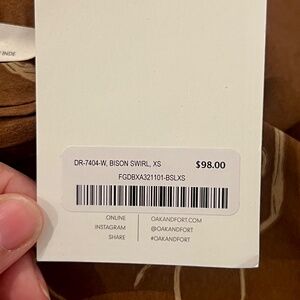 DR-7404-W, BISON SWIRL, XS $98.00
FGDBXA321101-BSLXS
ONLINE OAKANDFORT.COM
INSTAGRAM @OAKANDFORT
SHARE #OAKANDFORT